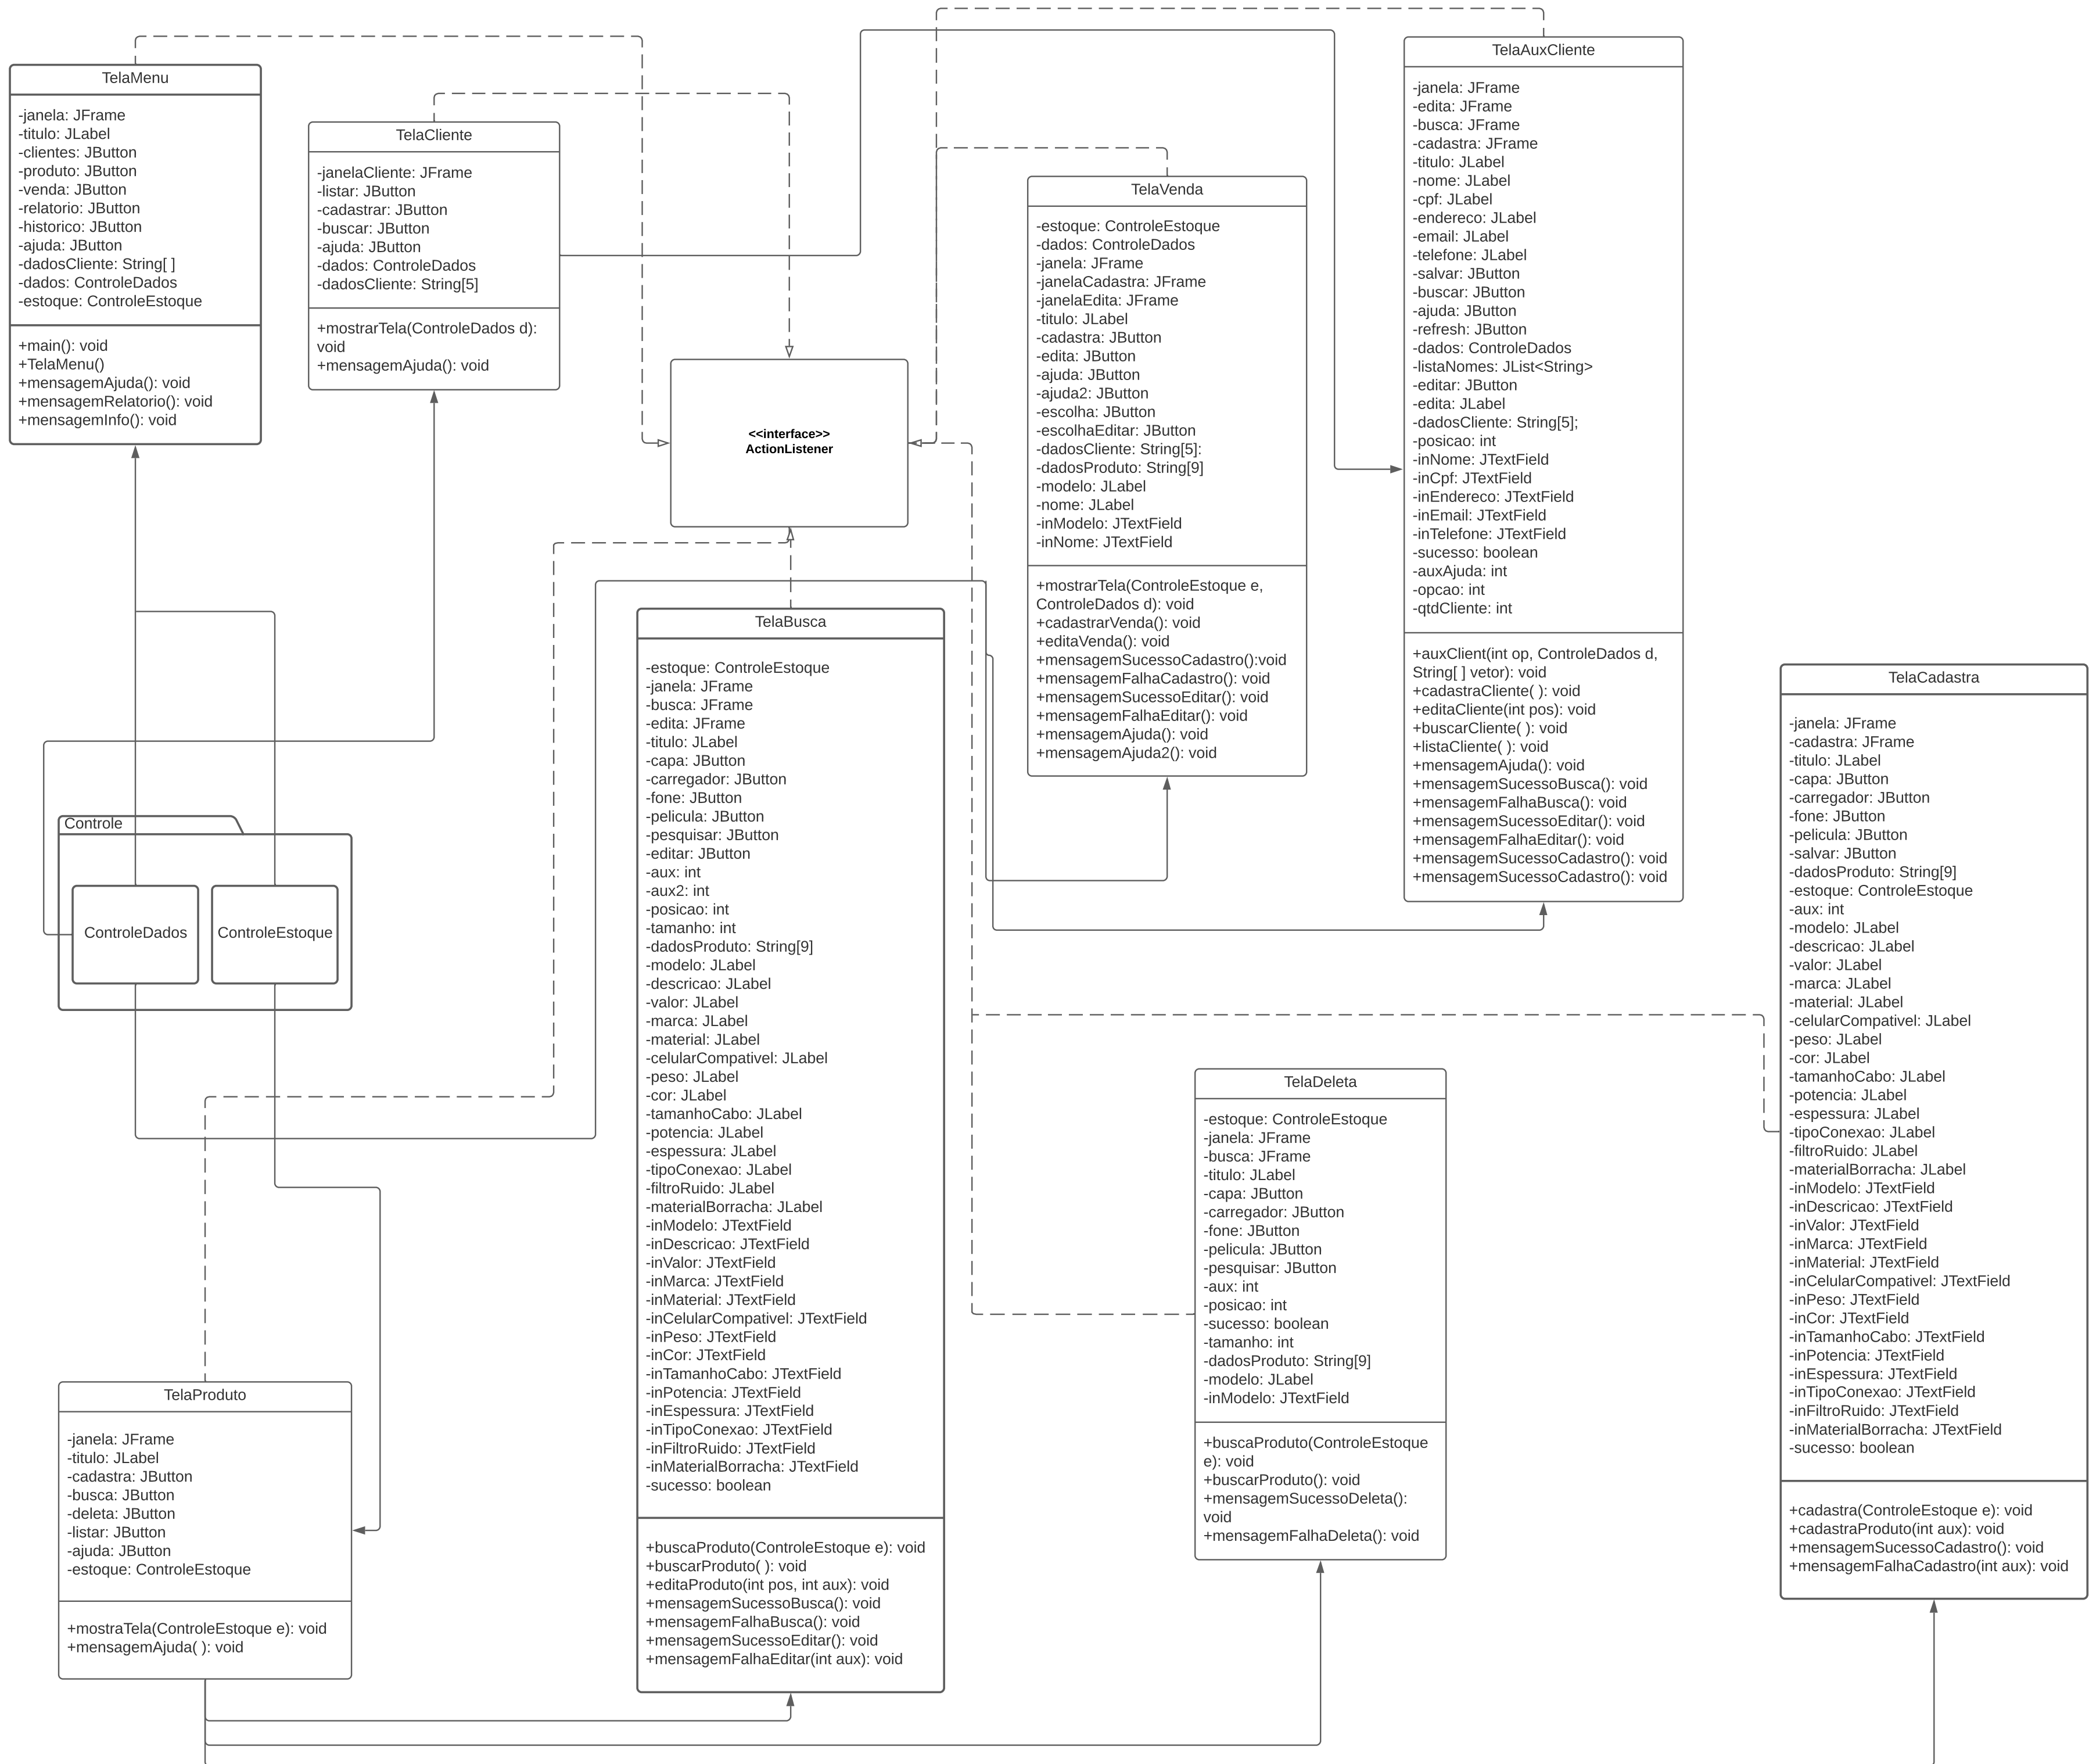 TelaMenu
-janela: JFrame
-titulo: JLabel
-clientes: JButton
-produto: JButton
-venda: JButton
-relatorio: JButton
-historico: JButton
-ajuda: JButton
-dadosCliente: String[ ]
-dados: ControleDados
-estoque: ControleEstoque
+main(): void
+TelaMenu()
+mensagemAjuda(): void
+mensagemRelatorio(): void
+mensagemInfo(): void
TelaCliente
-janelaCliente: JFrame
-listar: JButton
-cadastrar: JButton
-buscar: JButton
-ajuda: JButton
-dados: ControleDados
-dadosCliente: String[5]
+mostrarTela(ControleDados d):
void
+mensagemAjuda(): void
<<interface>>
ActionListener
TelaVenda
-estoque: ControleEstoque
-dados: ControleDados
-janela: JFrame
-janelaCadastra: JFrame
-janelaEdita: JFrame
-titulo: JLabel
-cadastra: JButton
-edita: JButton
-ajuda: JButton
-ajuda2: JButton
-escolha: JButton
-escolhaEditar: JButton
-dadosCliente: String[5]:
-dadosProduto: String[9]
-modelo: JLabel
-nome: JLabel
-inModelo: JTextField
-inNome: JTextField
+mostrarTela(ControleEstoque e,
ControleDados d): void
+cadastrarVenda(): void
+editaVenda(): void
+mensagemSucessoCadastro():void
+mensagemFalhaCadastro(): void
+mensagemSucessoEditar(): void
+mensagemFalhaEditar(): void
+mensagemAjuda(): void
+mensagemAjuda2(): void
TelaAuxCliente
-janela: JFrame
-edita: JFrame
-busca: JFrame
-cadastra: JFrame
-titulo: JLabel
-nome: JLabel
-cpf: JLabel
-endereco: JLabel
-email: JLabel
-telefone: JLabel
-salvar: JButton
-buscar: JButton
-ajuda: JButton
-refresh: JButton
-dados: ControleDados
-listaNomes: JList<String>
-editar: JButton
-edita: JLabel
-dadosCliente: String[5];
-posicao: int
-inNome: JTextField
-inCpf: JTextField
-inEndereco: JTextField
-inEmail: JTextField
-inTelefone: JTextField
-sucesso: boolean
-auxAjuda: int
-opcao: int
-qtdCliente: int
+auxClient(int op, ControleDados d,
String[ ] vetor): void
+cadastraCliente( ): void
+editaCliente(int pos): void
+buscarCliente( ): void
+listaCliente( ): void
+mensagemAjuda(): void
+mensagemSucessoBusca(): void
+mensagemFalhaBusca(): void
+mensagemSucessoEditar(): void
+mensagemFalhaEditar(): void
+mensagemSucessoCadastro(): void
+mensagemSucessoCadastro(): void
Controle
ControleDados
ControleEstoque
TelaBusca
-estoque: ControleEstoque
-janela: JFrame
-busca: JFrame
-edita: JFrame
-titulo: JLabel
-capa: JButton
-carregador: JButton
-fone: JButton
-pelicula: JButton
-pesquisar: JButton
-editar: JButton
-aux: int
-aux2: int
-posicao: int
-tamanho: int
-dadosProduto: String[9]
-modelo: JLabel
-descricao: JLabel
-valor: JLabel
-marca: JLabel
-material: JLabel
-celularCompativel: JLabel
-peso: JLabel
-cor: JLabel
-tamanhoCabo: JLabel
-potencia: JLabel
-espessura: JLabel
-tipoConexao: JLabel
-filtroRuido: JLabel
-materialBorracha: JLabel
-inModelo: JTextField
-inDescricao: JTextField
-inValor: JTextField
-inMarca: JTextField
-inMaterial: JTextField
-inCelularCompativel: JTextField
-inPeso: JTextField
-inCor: JTextField
-inTamanhoCabo: JTextField
-inPotencia: JTextField
-inEspessura: JTextField
-inTipoConexao: JTextField
-inFiltroRuido: JTextField
-inMaterialBorracha: JTextField
-sucesso: boolean
+buscaProduto(ControleEstoque e): void
+buscarProduto( ): void
+editaProduto(int pos, int aux): void
+mensagemSucessoBusca(): void
+mensagemFalhaBusca(): void
+mensagemSucessoEditar(): void
+mensagemFalhaEditar(int aux): void
TelaCadastra
-janela: JFrame
-cadastra: JFrame
-titulo: JLabel
-capa: JButton
-carregador: JButton
-fone: JButton
-pelicula: JButton
-salvar: JButton
-dadosProduto: String[9]
-estoque: ControleEstoque
-aux: int
-modelo: JLabel
-descricao: JLabel
-valor: JLabel
-marca: JLabel
-material: JLabel
-celularCompativel: JLabel
-peso: JLabel
-cor: JLabel
-tamanhoCabo: JLabel
-potencia: JLabel
-espessura: JLabel
-tipoConexao: JLabel
-filtroRuido: JLabel
-materialBorracha: JLabel
-inModelo: JTextField
-inDescricao: JTextField
-inValor: JTextField
-inMarca: JTextField
-inMaterial: JTextField
-inCelularCompativel: JTextField
-inPeso: JTextField
-inCor: JTextField
-inTamanhoCabo: JTextField
-inPotencia: JTextField
-inEspessura: JTextField
-inTipoConexao: JTextField
-inFiltroRuido: JTextField
-inMaterialBorracha: JTextField
-sucesso: boolean
+cadastra(ControleEstoque e): void
+cadastraProduto(int aux): void
+mensagemSucessoCadastro(): void
+mensagemFalhaCadastro(int aux): void
TelaDeleta
-estoque: ControleEstoque
-janela: JFrame
-busca: JFrame
-titulo: JLabel
-capa: JButton
-carregador: JButton
-fone: JButton
-pelicula: JButton
-pesquisar: JButton
-aux: int
-posicao: int
-sucesso: boolean
-tamanho: int
-dadosProduto: String[9]
-modelo: JLabel
-inModelo: JTextField
+buscaProduto(ControleEstoque
e): void
+buscarProduto(): void
+mensagemSucessoDeleta():
void
+mensagemFalhaDeleta(): void
TelaProduto
-janela: JFrame
-titulo: JLabel
-cadastra: JButton
-busca: JButton
-deleta: JButton
-listar: JButton
-ajuda: JButton
-estoque: ControleEstoque
+mostraTela(ControleEstoque e): void
+mensagemAjuda( ): void